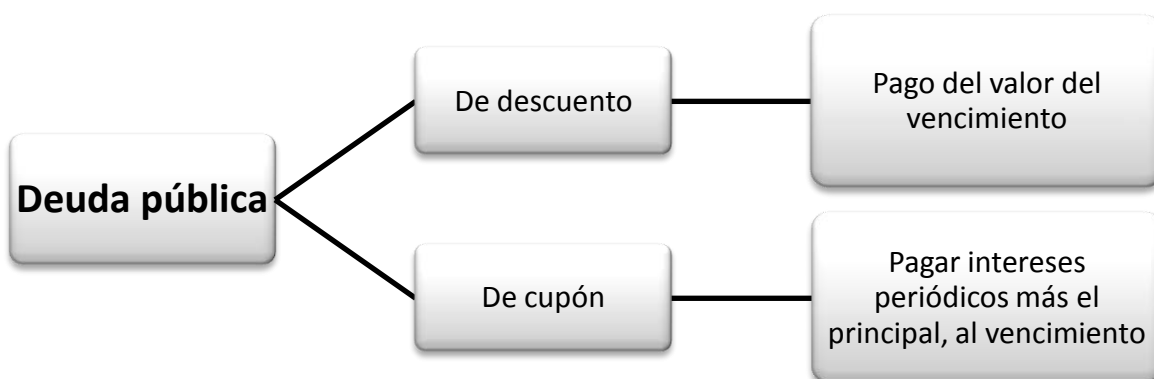 Deuda pública
De descuento
Pago del valor del
vencimiento
De cupón
Pagar intereses
periódicos más el
principal, al vencimiento